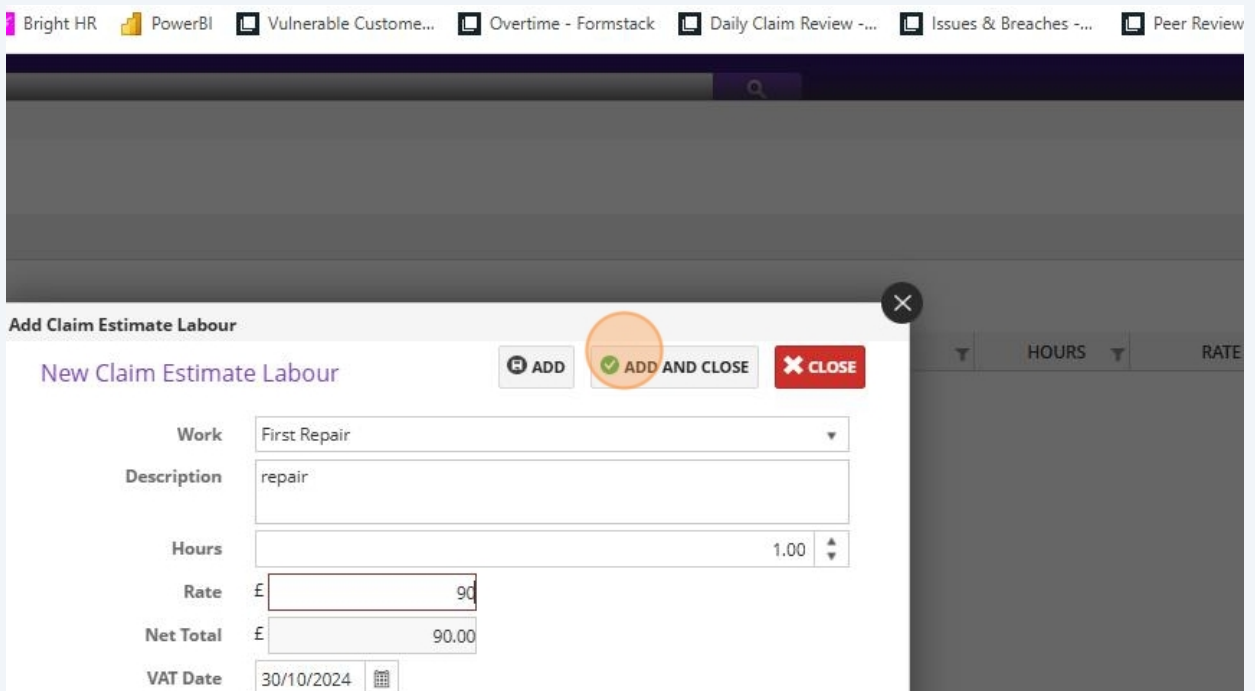 Bright HR PowerBI Vulnerable Custome... Overtime - Formstack Daily Claim Review -... Issues & Breaches -... Peer Review
Add Claim Estimate Labour
New Claim Estimate Labour ADD ADD AND CLOSE CLOSE
HOURS RATE
Work First Repair
Description repair
Hours 1.00
Rate £ 90
Net Total £ 90.00
VAT Date 30/10/2024